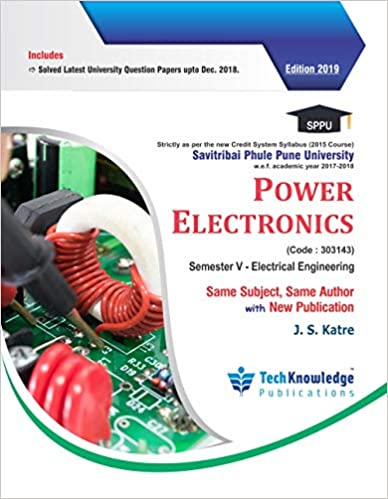 Includes
⇨ Solved Latest University Question Papers upto Dec. 2018.
Edition 2019
SPPU
Strictly as per the new Credit System Syllabus (2015 Course)
Savitribai Phule Pune University
w.e.f. academic year 2017-2018
POWER
ELECTRONICS
(Code : 303143)
Semester V - Electrical Engineering
Same Subject, Same Author
with New Publication
J. S. Katre
TechKnowledge™
Publications
D19